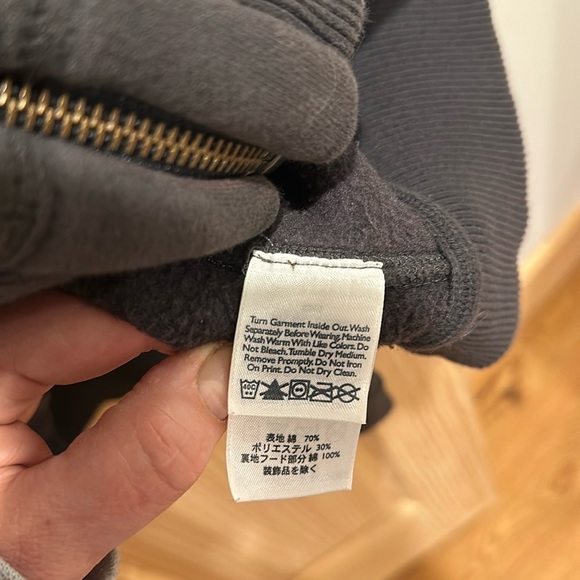 Turn Garment Inside Out. Wash
Separately Before Wearing. Machine
Wash Warm With Like Colors. Do
Not Bleach. Tumble Dry Medium.
Remove Promptly. Do Not Iron
On Print. Do Not Dry Clean.
40C
表地 綿 70%
ポリエステル 30%
裏地フード部分 綿 100%
装飾品を除く